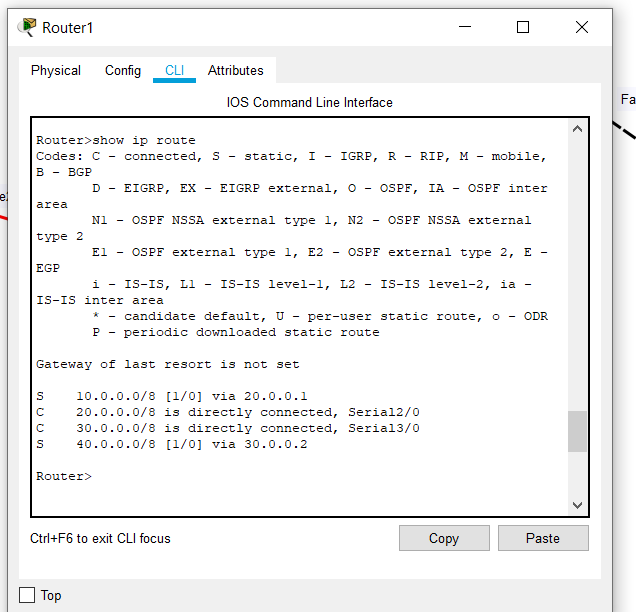 Router1
Physical Config CLI Attributes
IOS Command Line Interface
Fa
Router>show ip route
Codes: C - connected, S - static, I - IGRP, R - RIP, M - mobile,
B - BGP
D - EIGRP, EX - EIGRP external, O - OSPF, IA - OSPF inter
area
N1 - OSPF NSSA external type 1, N2 - OSPF NSSA external
type 2
E1 - OSPF external type 1, E2 - OSPF external type 2, E -
EGP
i - IS-IS, L1 - IS-IS level-1, L2 - IS-IS level-2, ia -
IS-IS inter area
* - candidate default, U - per-user static route, o - ODR
P - periodic downloaded static route
Gateway of last resort is not set
S 10.0.0.0/8 [1/0] via 20.0.0.1
C 20.0.0.0/8 is directly connected, Serial2/0
C 30.0.0.0/8 is directly connected, Serial3/0
S 40.0.0.0/8 [1/0] via 30.0.0.2
Router>
Ctrl+F6 to exit CLI focus
Copy Paste
Top